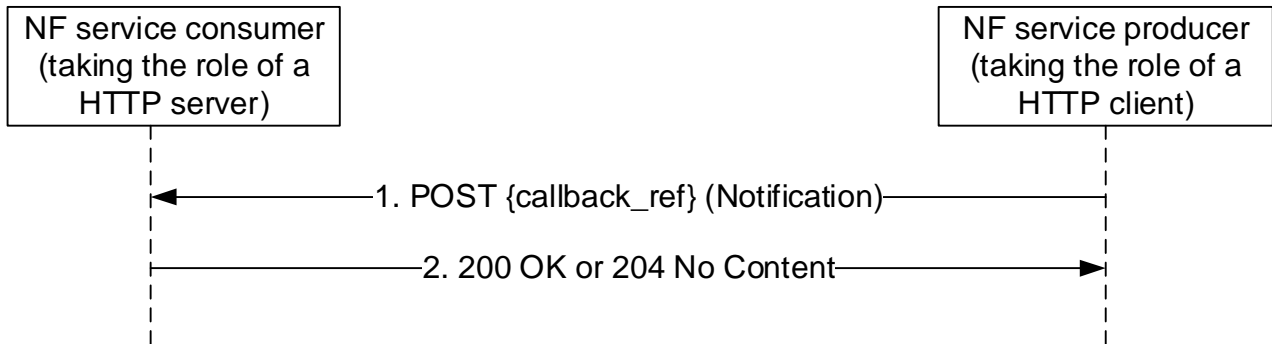 NF service consumer
(taking the role of a
HTTP server)
NF service producer
(taking the role of a
HTTP client)
1. POST {callback_ref} (Notification)
2. 200 OK or 204 No Content